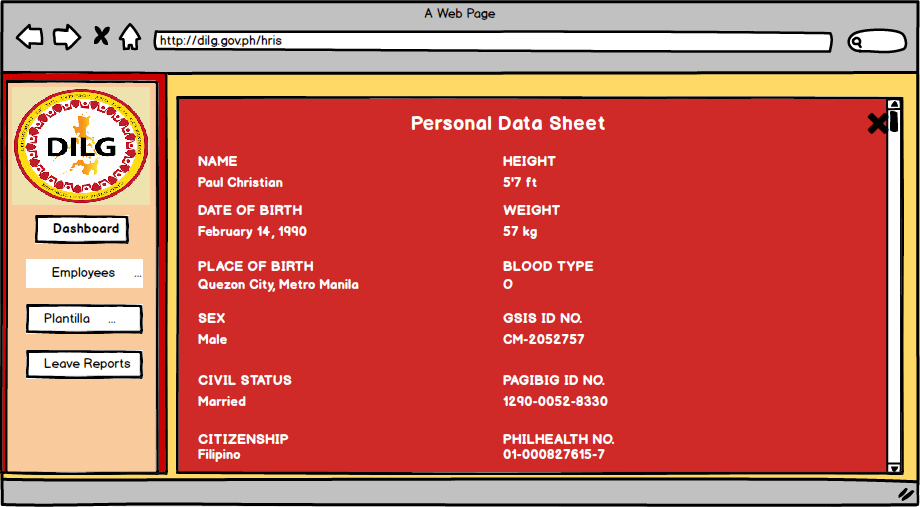 A Web Page
http://dilg.gov.ph/hris
DILG
Dashboard
Employees ...
Plantilla ...
Leave Reports
Personal Data Sheet
NAME
Paul Christian
DATE OF BIRTH
February 14, 1990
PLACE OF BIRTH
Quezon City, Metro Manila
SEX
Male
CIVIL STATUS
Married
CITIZENSHIP
Filipino
HEIGHT
5'7 ft
WEIGHT
57 kg
BLOOD TYPE
O
GSIS ID NO.
CM-2052757
PAGIBIG ID NO.
1290-0052-8330
PHILHEALTH NO.
01-000827615-7